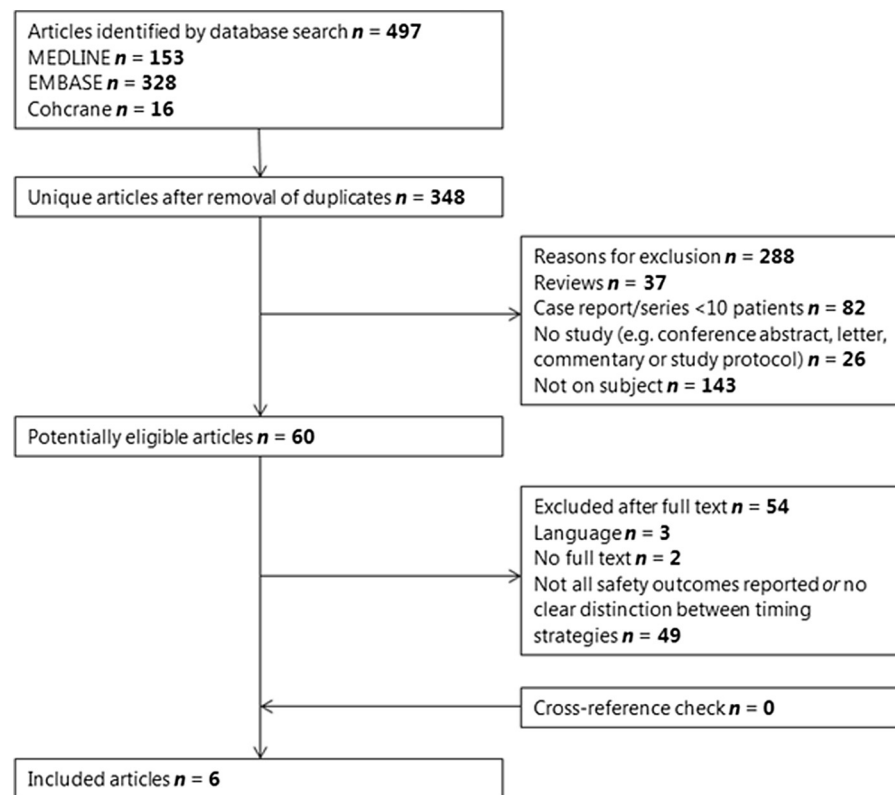 Articles identified by database search n = 497
MEDLINE n = 153
EMBASE n = 328
Cohcrane n = 16
Unique articles after removal of duplicates n = 348
Reasons for exclusion n = 288
Reviews n = 37
Case report/series <10 patients n = 82
No study (e.g. conference abstract, letter,
commentary or study protocol) n = 26
Not on subject n = 143
Potentially eligible articles n = 60
Excluded after full text n = 54
Language n = 3
No full text n = 2
Not all safety outcomes reported or no
clear distinction between timing
strategies n = 49
Cross-reference check n = 0
Included articles n = 6